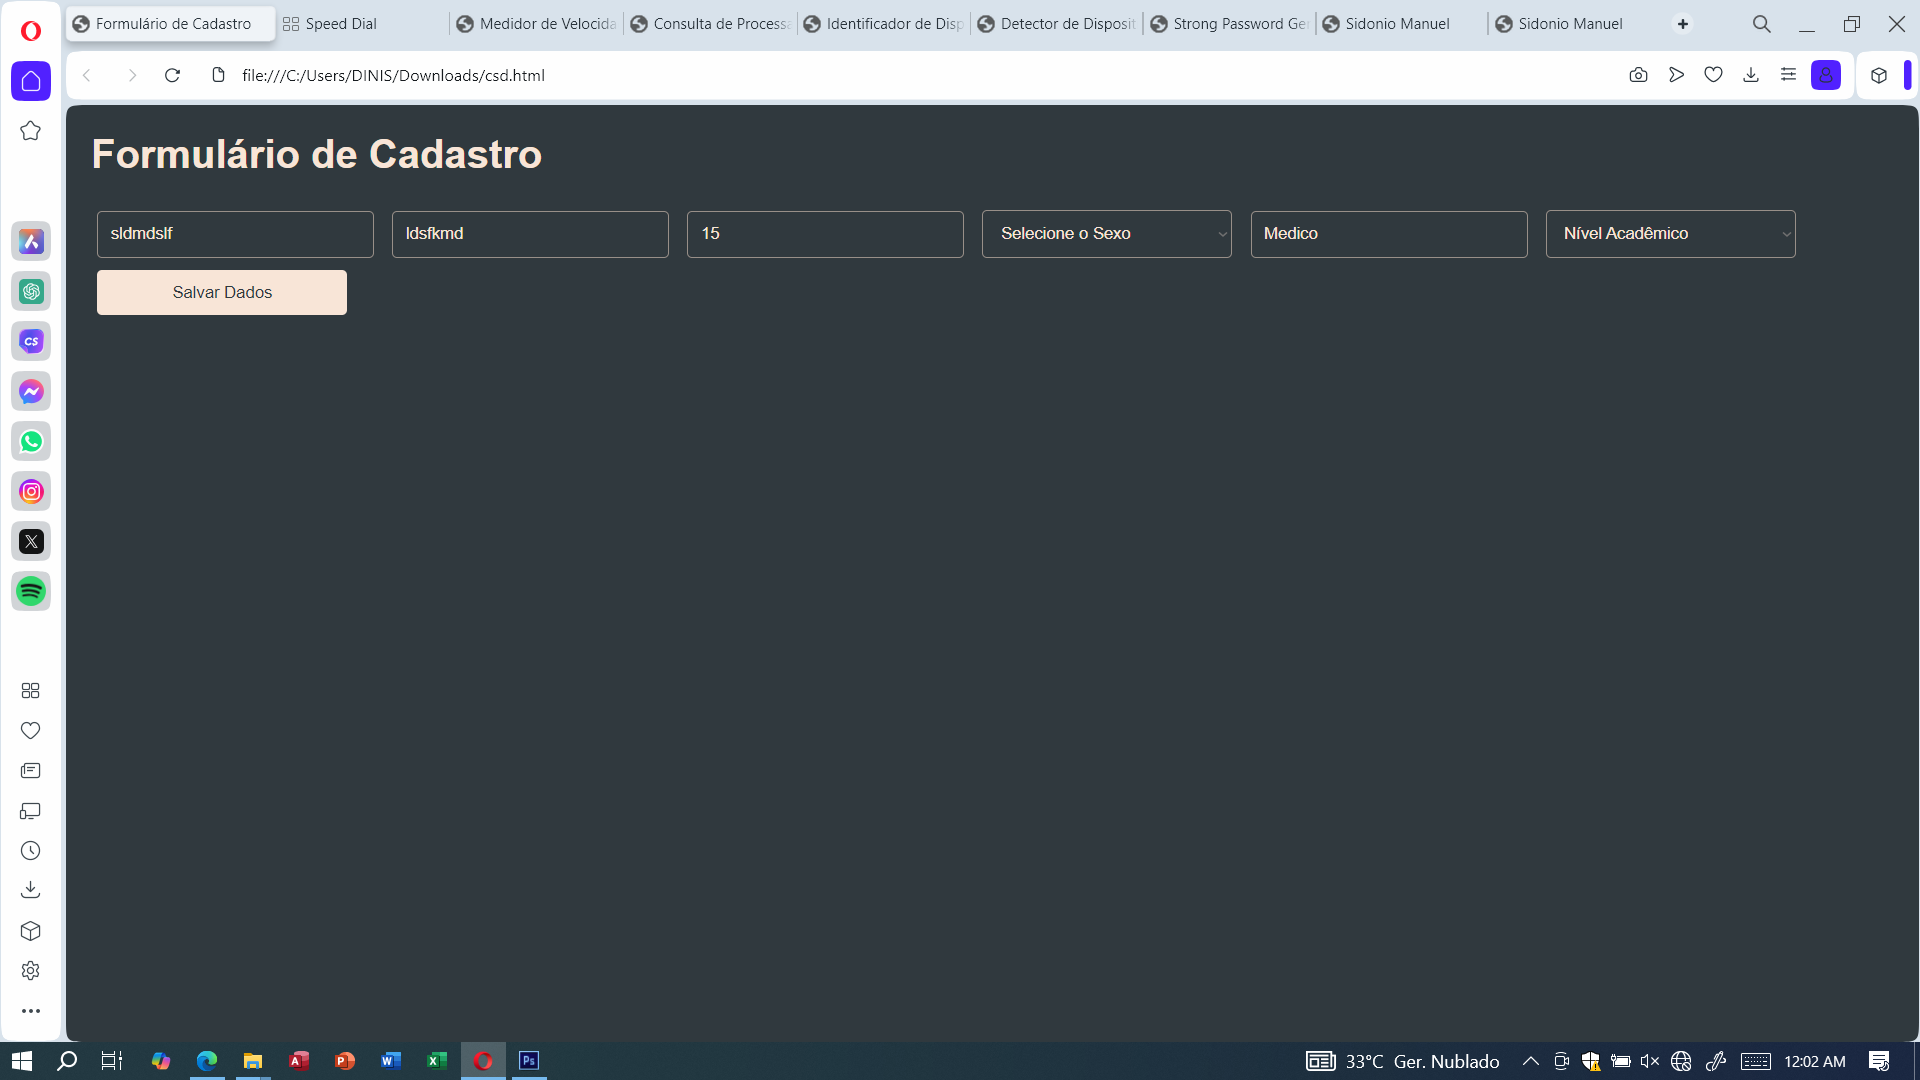 Formulário de Cadastro
Speed Dial
Medidor de Velocida
Consulta de Process
Identificador de Disp
Detector de Disposit
Strong Password Ge
Sidonio Manuel
Sidonio Manuel
file:///C:/Users/DINIS/Downloads/csd.html
Formulário de Cadastro
sldmdslf
ldsfkmd
15
Selecione o Sexo
Medico
Nível Acadêmico
Salvar Dados
CS
A
P
W
X
Ps
33°C Ger. Nublado
12:02 AM